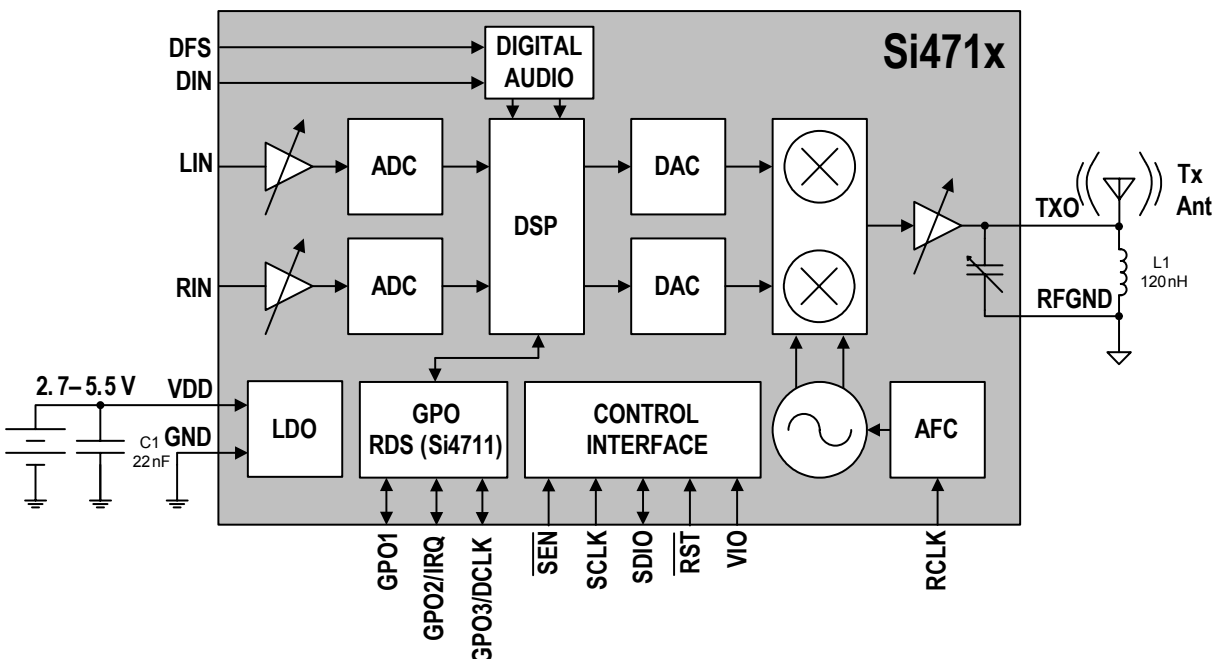 Si471x
DFS
DIN
DIGITAL
AUDIO
LIN
ADC
DSP
DAC
TXO
Tx
Ant
RIN
ADC
DAC
RFGND
L1
120nH
2.7–5.5 V
VDD
GND
C1
22nF
LDO
GPO
RDS (Si4711)
CONTROL
INTERFACE
AFC
GPO1
GPO2/IRQ
GPO3/DCLK
SEN
SCLK
SDIO
RST
VIO
RCLK